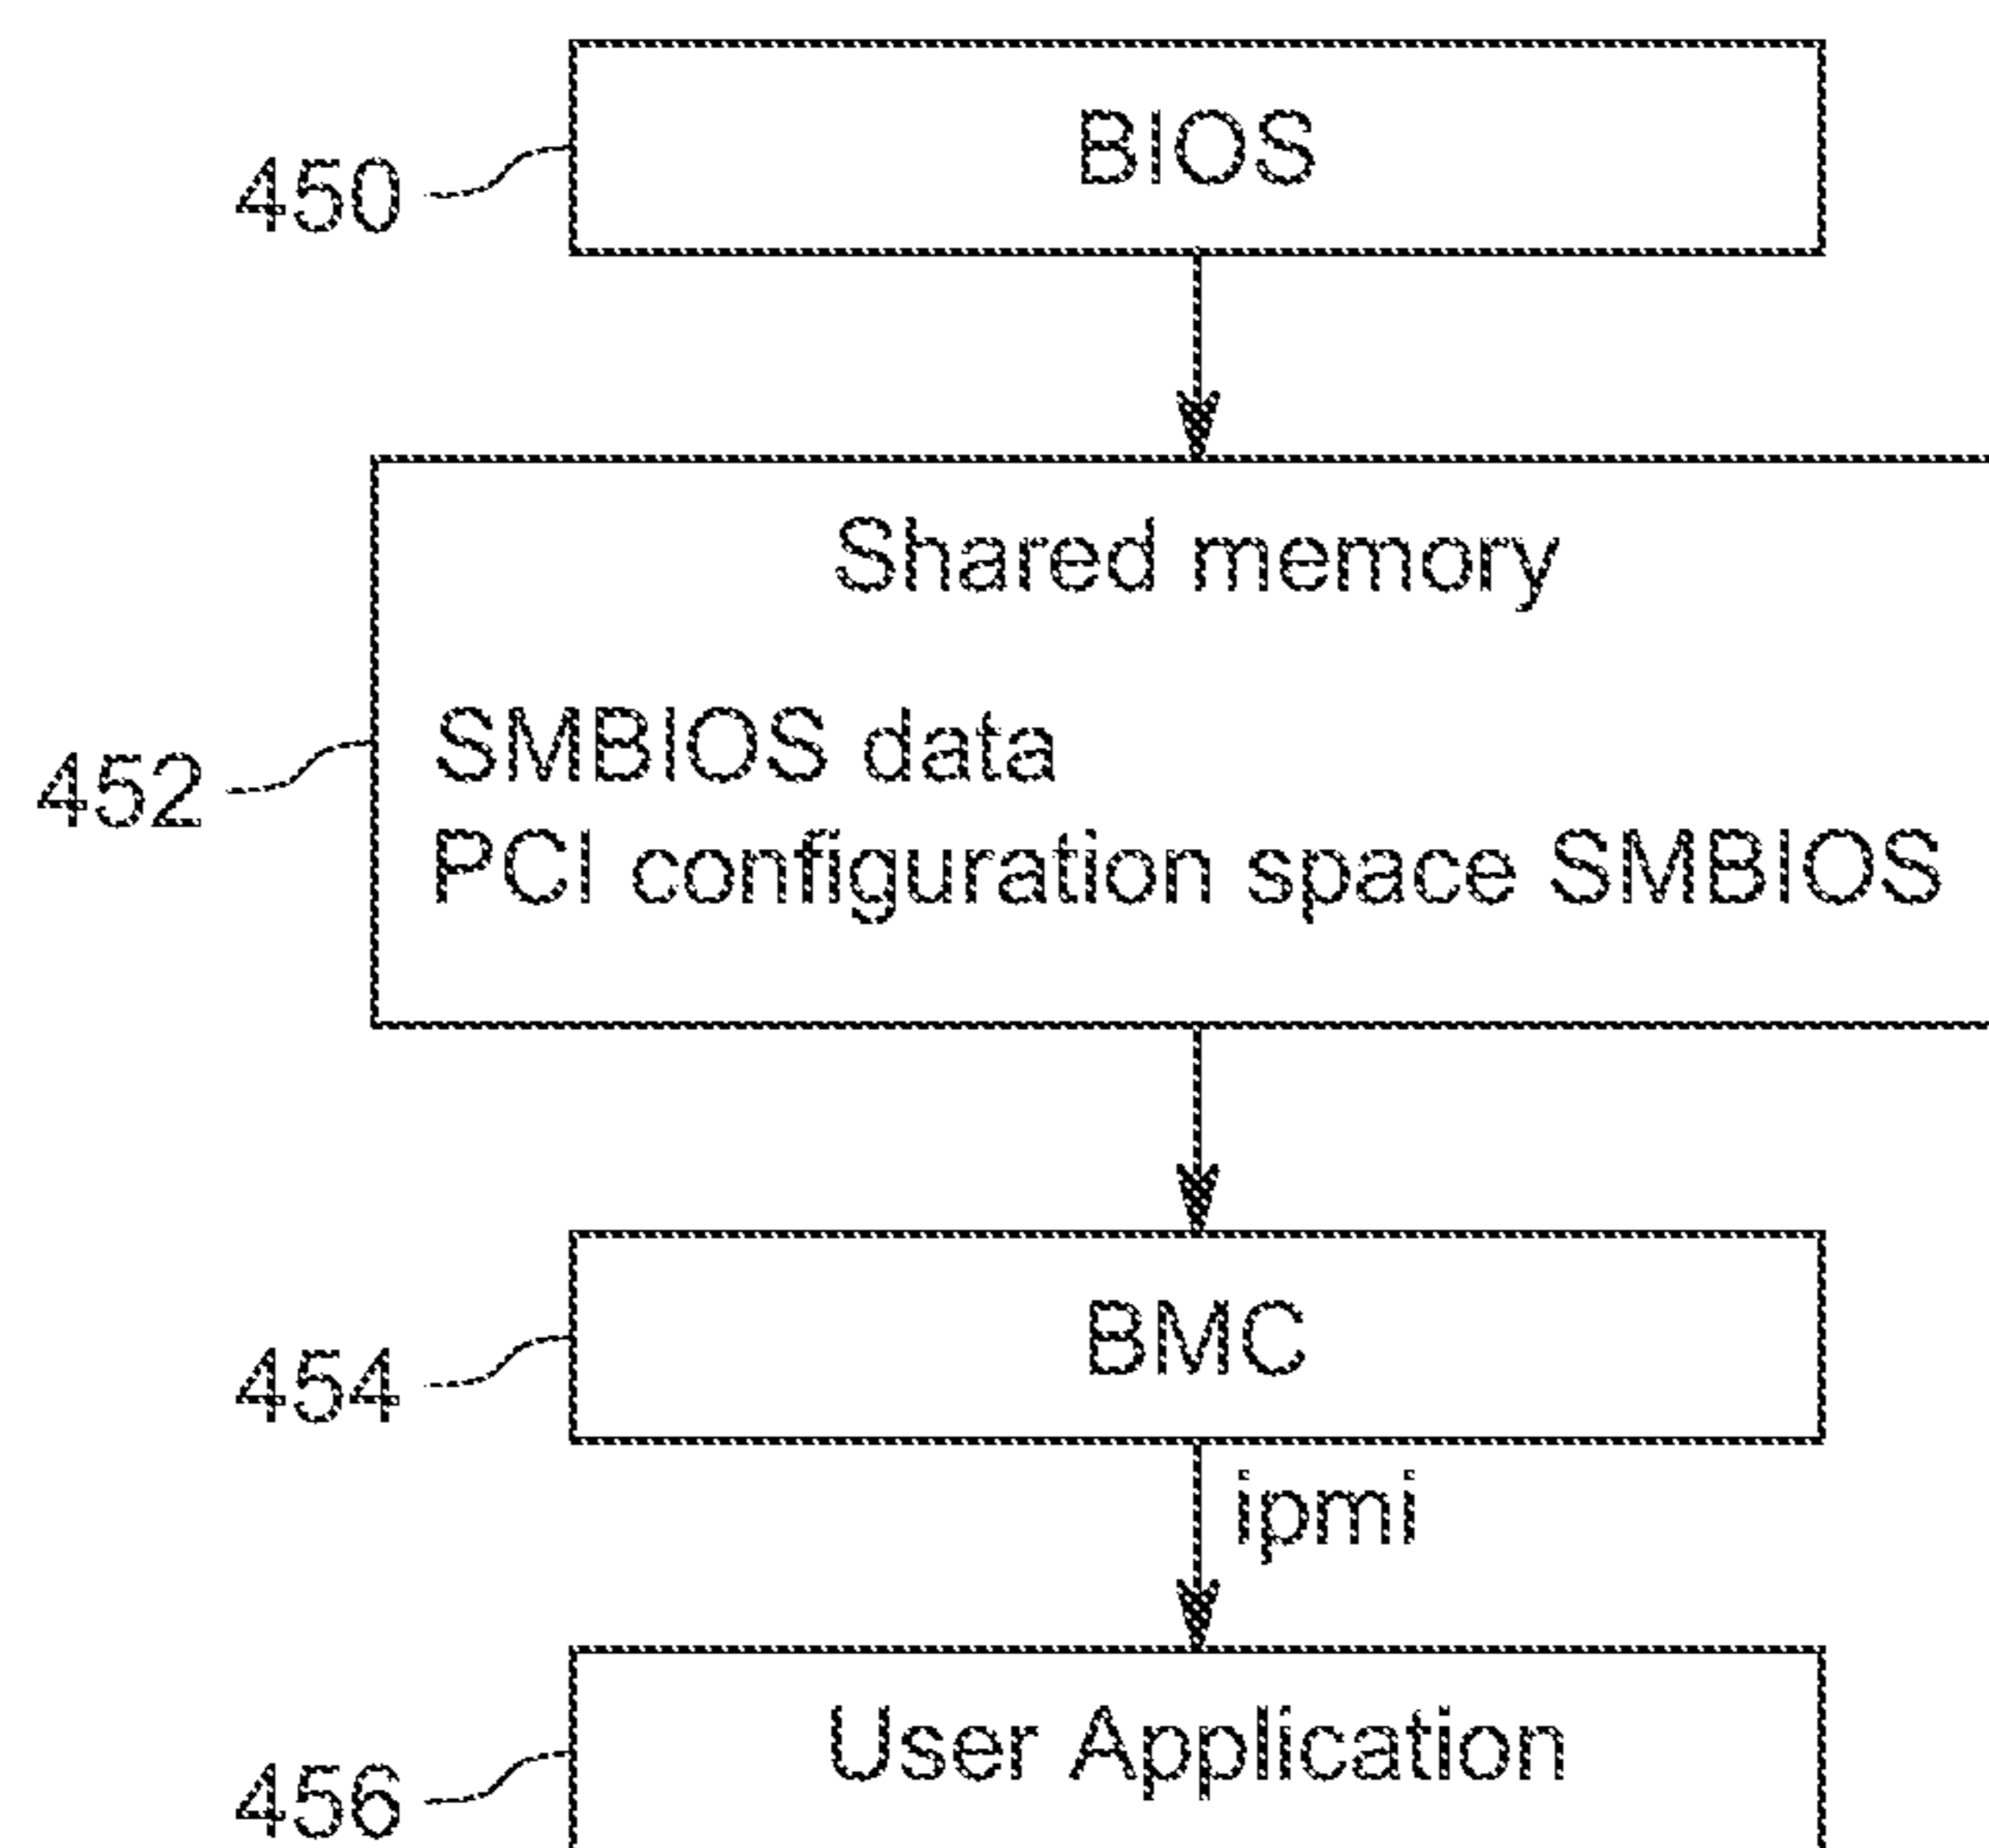 BIOS
450
Shared memory
SMBIOS data
452
PCI configuration space SMBIOS
BMC
454
ipmi
User Application
456